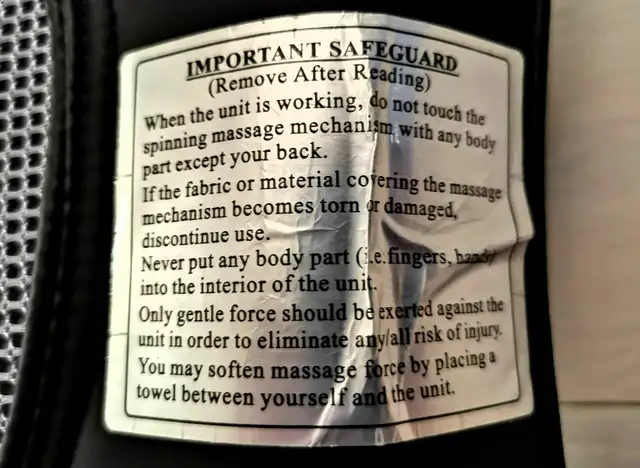 IMPORTANT SAFEGUARD
(Remove After Reading)
When the unit is working, do not touch the
spinning massage mechanism with any body
part except your back.
If the fabric or material covering the massage
mechanism becomes torn or damaged,
discontinue use.
Never put any body part (i.e.fingers, hand)
into the interior of the unit.
Only gentle force should be exerted against the
unit in order to eliminate any/all risk of injury.
You may soften massage force by placing a
towel between yourself and the unit.